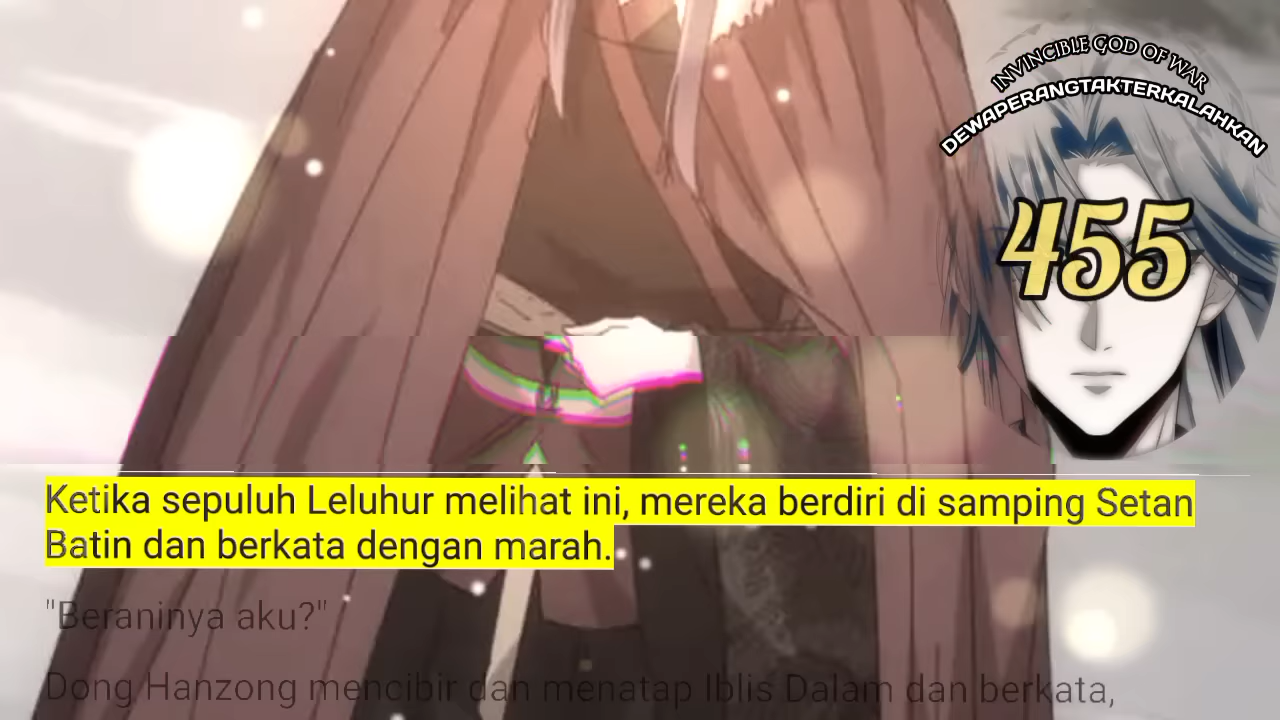 INVINCIBLE GOD OF WAR
DEWAPERANGTAKTERKALAHKAN
455
Ketika sepuluh Leluhur melihat ini, mereka berdiri di samping Setan
Batin dan berkata dengan marah.
"Beraninya aku?"
Dong Hanzong mencibir dan menatap Iblis Dalam dan berkata,